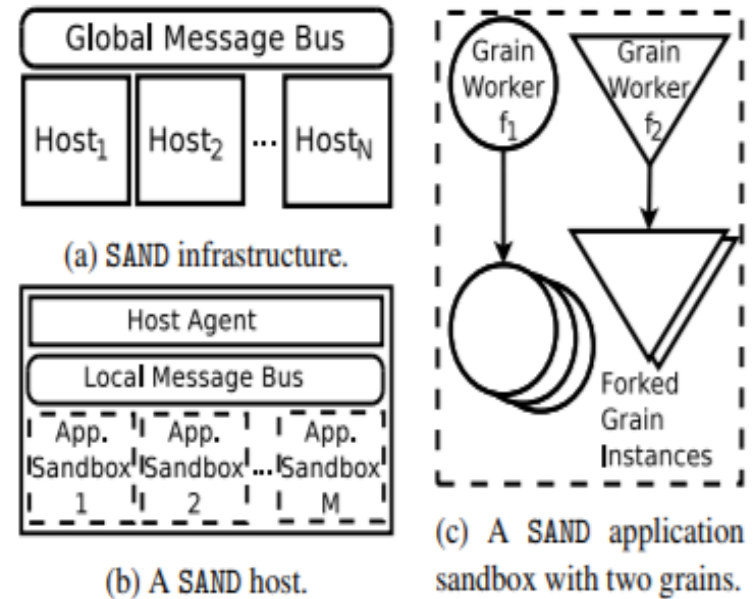 Global Message Bus
Host1 Host2 ... HostN
(a) SAND infrastructure.
Host Agent
Local Message Bus
App. App. App.
Sandbox Sandbox ... Sandbox
1 2 M
(b) A SAND host.
Grain Grain
Worker Worker
f1 f2
Forked
Grain
Instances
(c) A SAND application
sandbox with two grains.